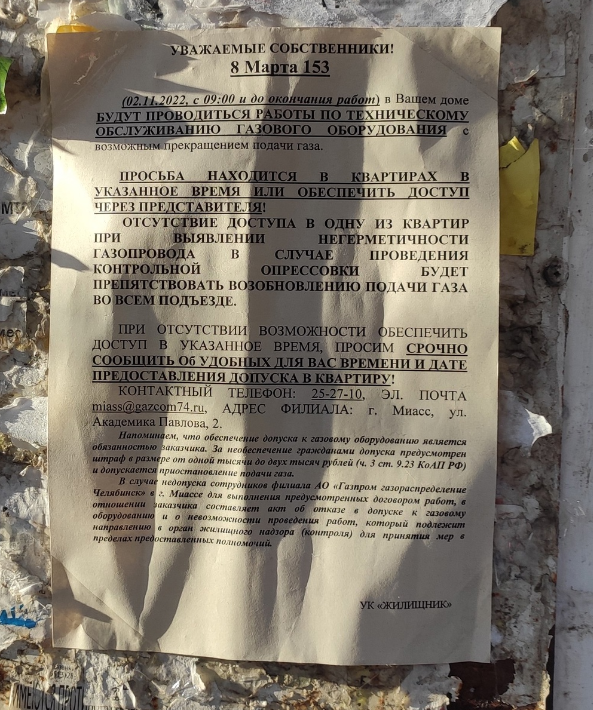 УВАЖАЕМЫЕ СОБСТВЕННИКИ!
8 Марта 153
(02.11.2022, с 09:00 и до окончания работ) в Вашем доме
БУДУТ ПРОВОДИТЬСЯ РАБОТЫ ПО ТЕХНИЧЕСКОМУ
ОБСЛУЖИВАНИЮ ГАЗОВОГО ОБОРУДОВАНИЯ с
возможным прекращением подачи газа.
ПРОСЬБА НАХОДИТСЯ В КВАРТИРАХ В
УКАЗАННОЕ ВРЕМЯ ИЛИ ОБЕСПЕЧИТЬ ДОСТУП
ЧЕРЕЗ ПРЕДСТАВИТЕЛЯ!
ОТСУТСТВИЕ ДОСТУПА В ОДНУ ИЗ КВАРТИР
ПРИ ВЫЯВЛЕНИИ НЕГЕРМЕТИЧНОСТИ
ГАЗОПРОВОДА В СЛУЧАЕ ПРОВЕДЕНИЯ
КОНТРОЛЬНОЙ ОПРЕССОВКИ БУДЕТ
ПРЕПЯТСТВОВАТЬ ВОЗОБНОВЛЕНИЮ ПОДАЧИ ГАЗА
ВО ВСЕМ ПОДЪЕЗДЕ.
ПРИ ОТСУТСТВИИ ВОЗМОЖНОСТИ ОБЕСПЕЧИТЬ
ДОСТУП В УКАЗАННОЕ ВРЕМЯ, ПРОСИМ СРОЧНО
СООБЩИТЬ Об УДОБНЫХ ДЛЯ ВАС ВРЕМЕНИ И ДАТЕ
ПРЕДОСТАВЛЕНИЯ ДОПУСКА В КВАРТИРУ!
КОНТАКТНЫЙ ТЕЛЕФОН: 25-27-10, ЭЛ. ПОЧТА
miass@gazcom74.ru, АДРЕС ФИЛИАЛА: г. Миасс, ул.
Академика Павлова, 2.
Напоминаем, что обеспечение допуска к газовому оборудованию является
обязанностью заказчика. За необеспечение гражданами допуска предусмотрен
штраф в размере от одной тысячи до двух тысяч рублей (ч. 3 ст. 9.23 КоАП РФ)
и допускается приостановление подачи газа.
В случае недопуска сотрудников филиала АО «Газпром газораспределение
Челябинск» в г. Миассе для выполнения предусмотренных договором работ, в
отношении заказчика составляет акт об отказе в допуске к газовому
оборудованию и о невозможности проведения работ, который подлежит
направлению в орган жилищного надзора (контроля) для принятия мер в
пределах предоставленных полномочий.
УК «ЖИЛИЩНИК»
ИМЕЮТСЯ ПРОТИ